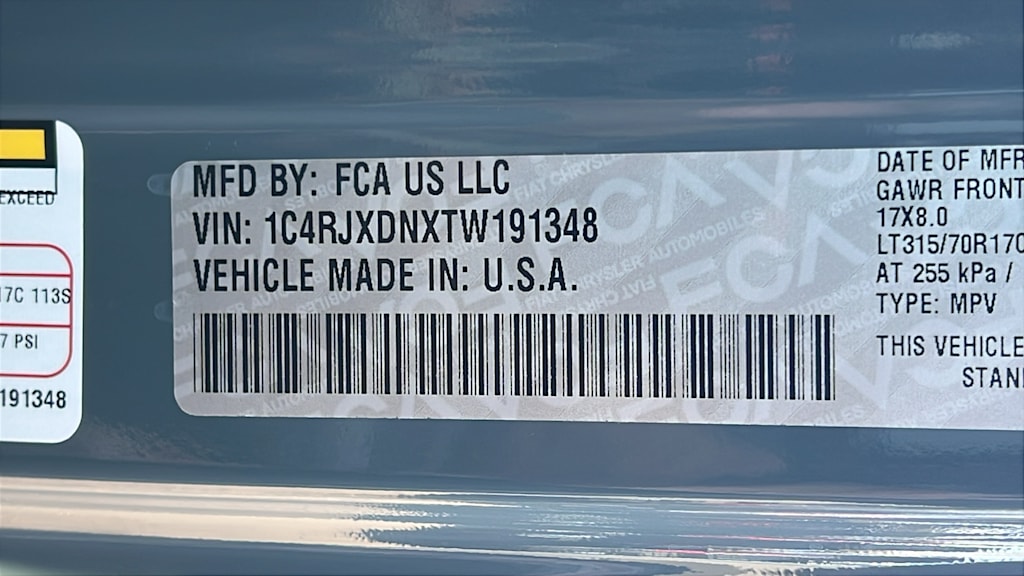 EXCEED
17C 113S
7 PSI
191348
MFD BY: FCA US LLC
VIN: 1C4RJXDNXTW191348
VEHICLE MADE IN: U.S.A.
DATE OF MFR
GAWR FRONT
17X8.0
LT315/70R17C
AT 255 kPa /
TYPE: MPV
THIS VEHICLE
STAN